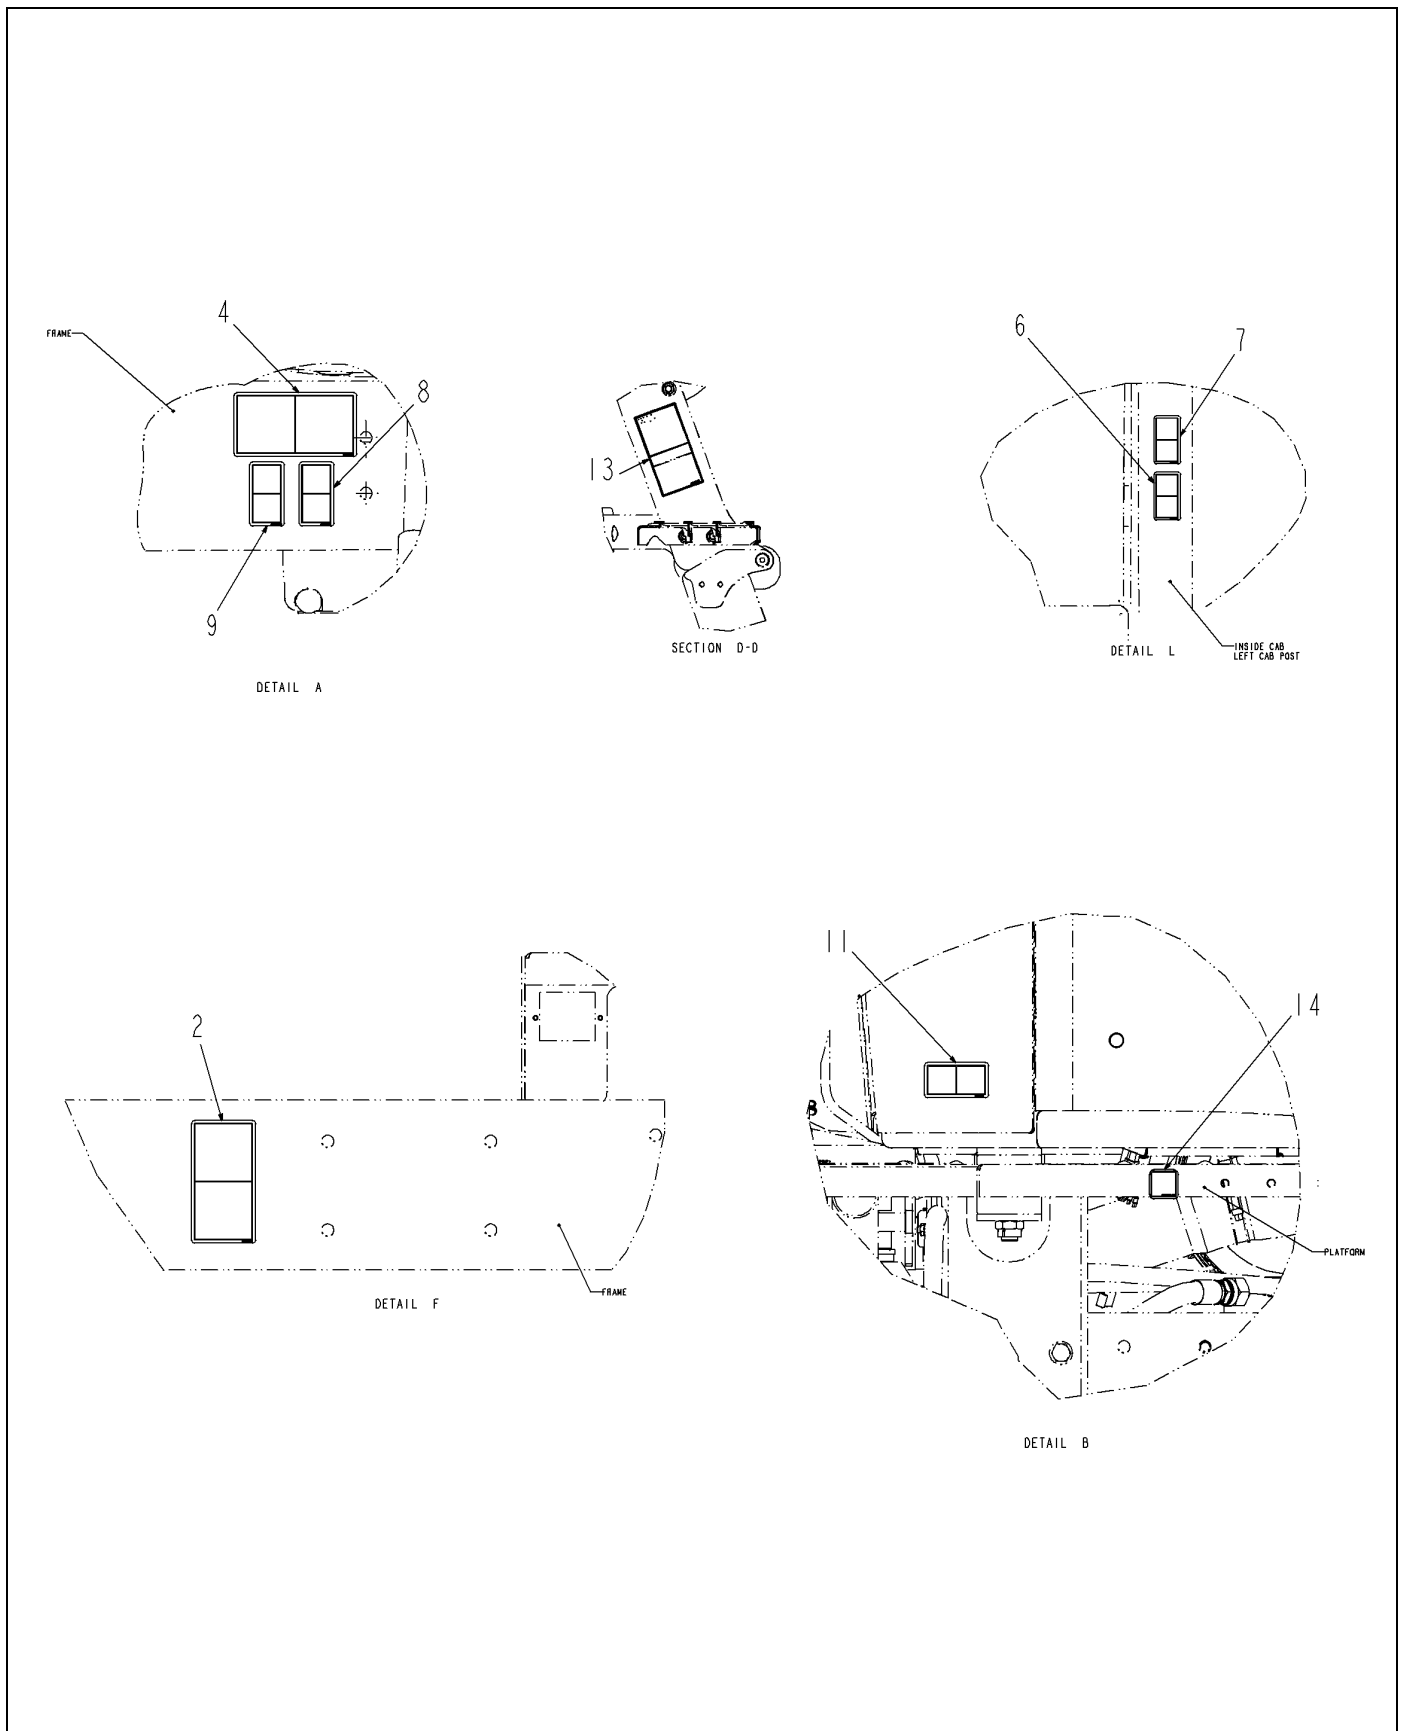 4
FRAME
8
9
DETAIL A
13
SECTION D-D
6
7
INSIDE CAB
LEFT CAB POST
DETAIL L
2
FRAME
DETAIL F
11
14
PLATFORM
DETAIL B